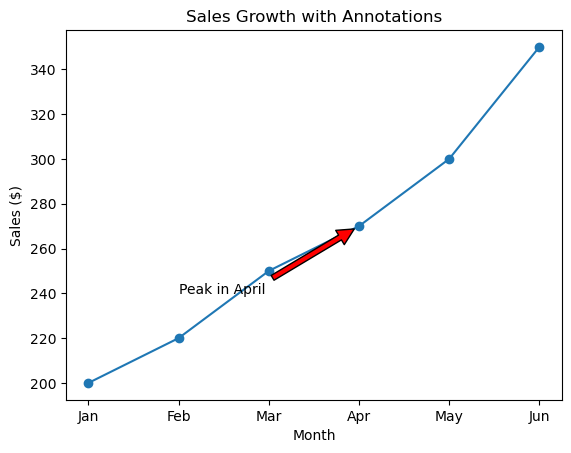 Sales Growth with Annotations
Sales ($)
340
320
300
280
260
240
220
200
Peak in April
Jan Feb Mar Apr May Jun
Month